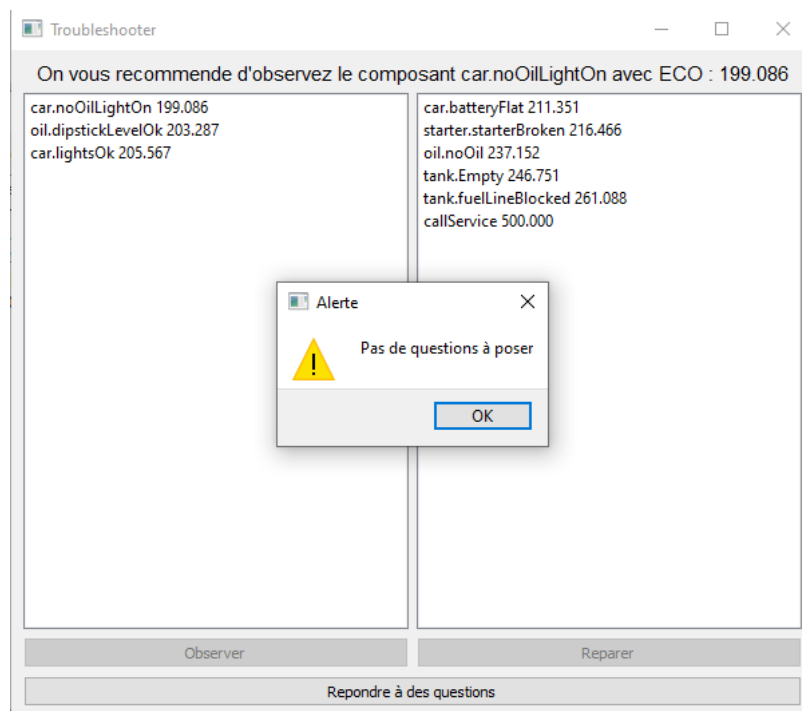 Troubleshooter
On vous recommende d'observez le composant car.noOilLightOn avec ECO : 199.086
car.noOilLightOn 199.086
oil.dipstickLevelOk 203.287
car.lightsOk 205.567
car.batteryFlat 211.351
starter.starterBroken 216.466
oil.noOil 237.152
tank.Empty 246.751
tank.fuelLineBlocked 261.088
callService 500.000
Alerte
Pas de questions à poser
OK
Observer
Reparer
Repondre à des questions